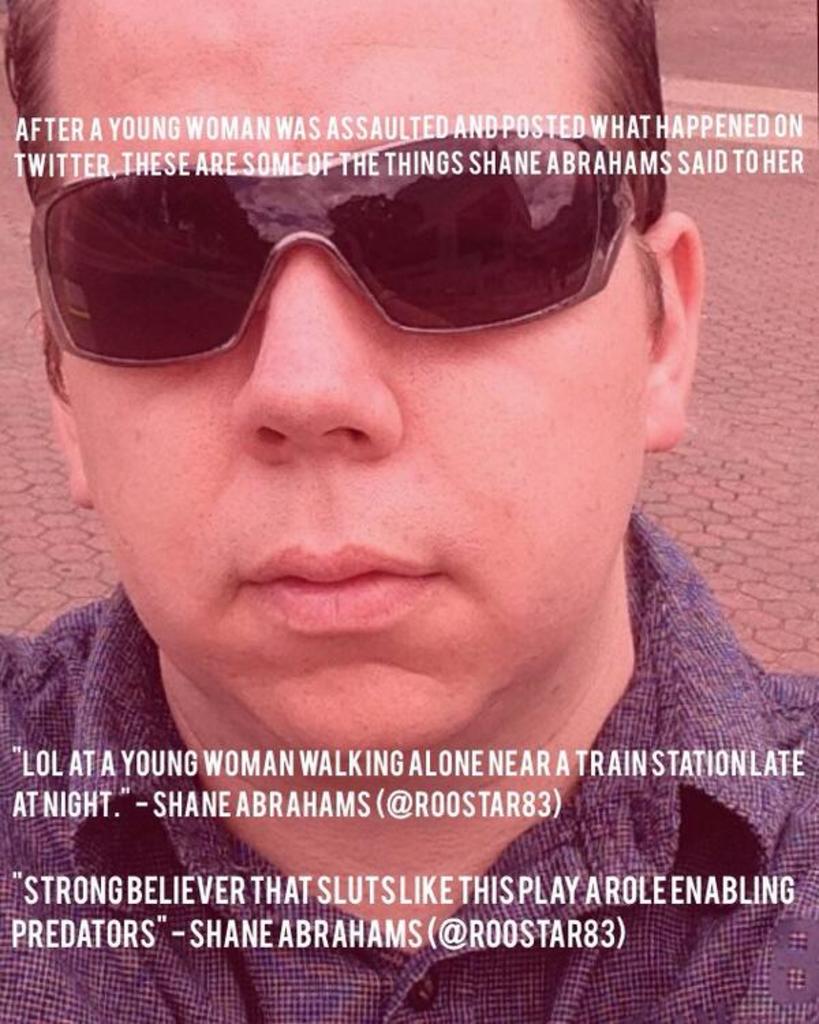 AFTER A YOUNG WOMAN WAS ASSAULTED AND POSTED WHAT HAPPENED ON
TWITTER, THESE ARE SOME OF THE THINGS SHANE ABRAHAMS SAID TO HER
"LOL AT A YOUNG WOMAN WALKING ALONE NEAR A TRAIN STATION LATE
AT NIGHT." - SHANE ABRAHAMS (@ROOSTAR83)
"STRONG BELIEVER THAT SLUTS LIKE THIS PLAY A ROLE ENABLING
PREDATORS" - SHANE ABRAHAMS (@ROOSTAR83)
8